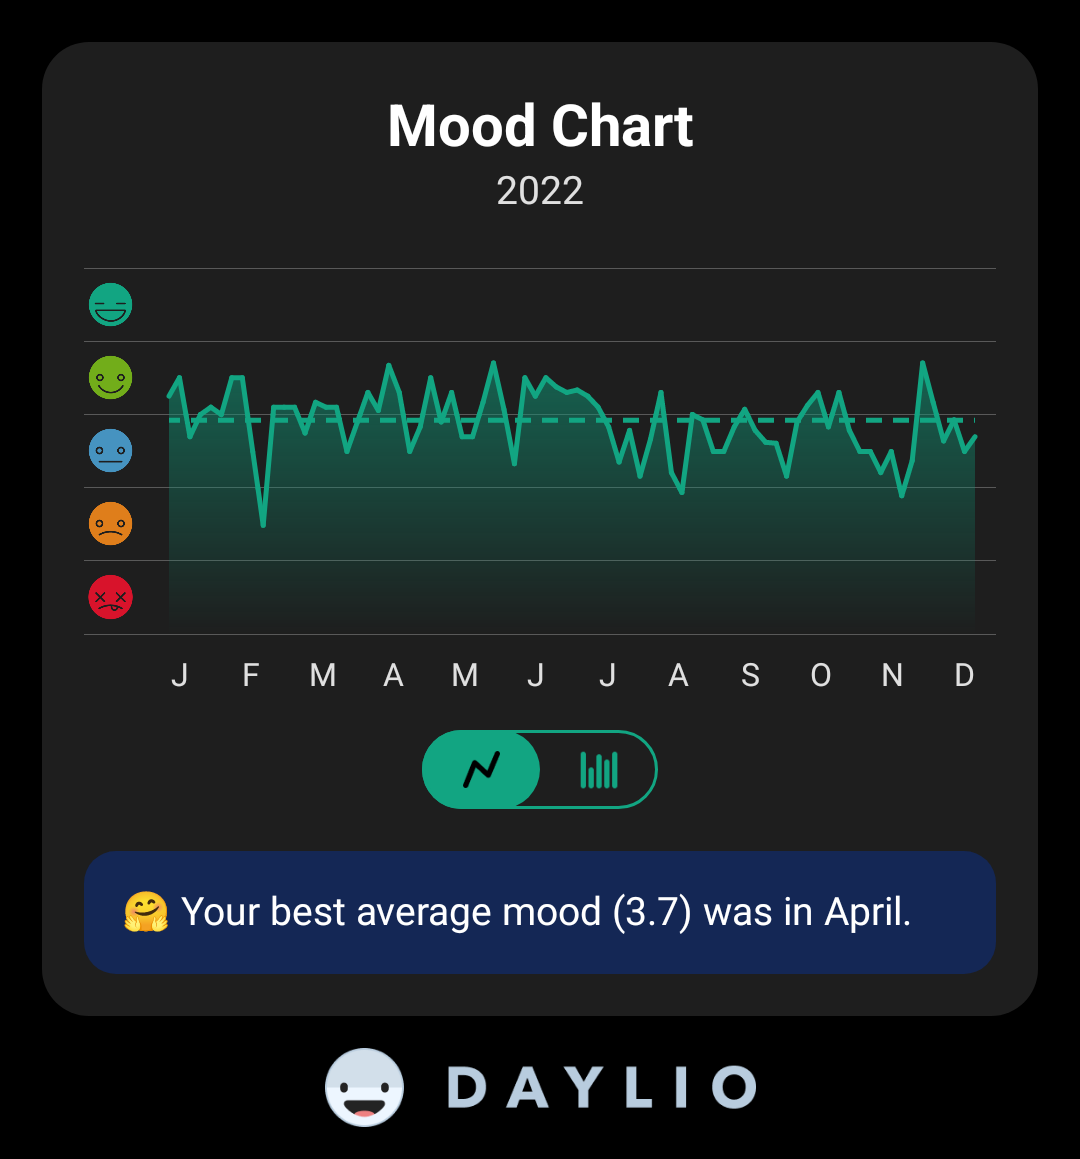 Mood Chart
2022
J F M A M J J A S O N D
🤗 Your best average mood (3.7) was in April.
DAYLIO